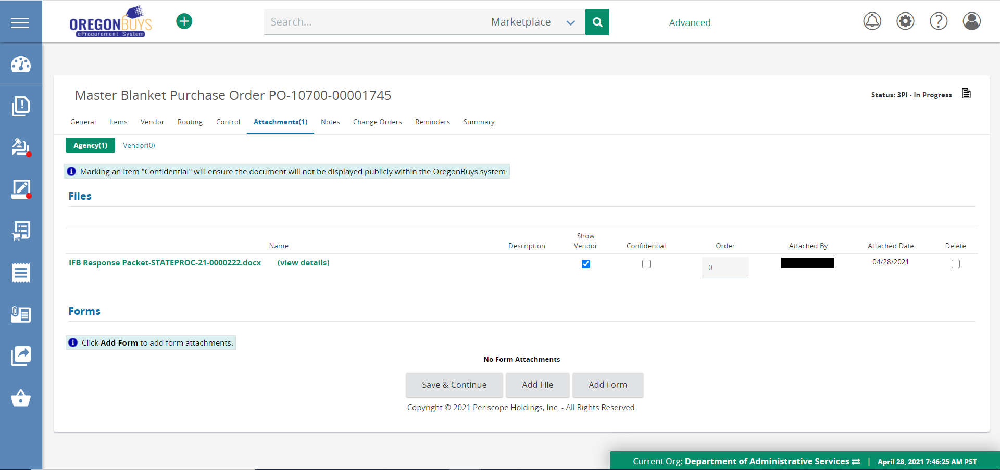 OREGONBUYS
eProcurement System
Search...
Marketplace
Advanced
Master Blanket Purchase Order PO-10700-00001745
Status: 3PI - In Progress
General
Items
Vendor
Routing
Control
Attachments(1)
Notes
Change Orders
Reminders
Summary
Agency(1)
Vendor(0)
Marking an item "Confidential" will ensure the document will not be displayed publicly within the OregonBuys system.
Files
Name
Description
Show
Vendor
Confidential
Order
Attached By
Attached Date
Delete
IFB Response Packet-STATEPROC-21-0000222.docx
(view details)
0
04/28/2021
Forms
Click Add Form to add form attachments.
No Form Attachments
Save & Continue
Add File
Add Form
Copyright © 2021 Periscope Holdings, Inc. - All Rights Reserved.
Current Org: Department of Administrative Services | April 28, 2021 7:46:25 AM PST